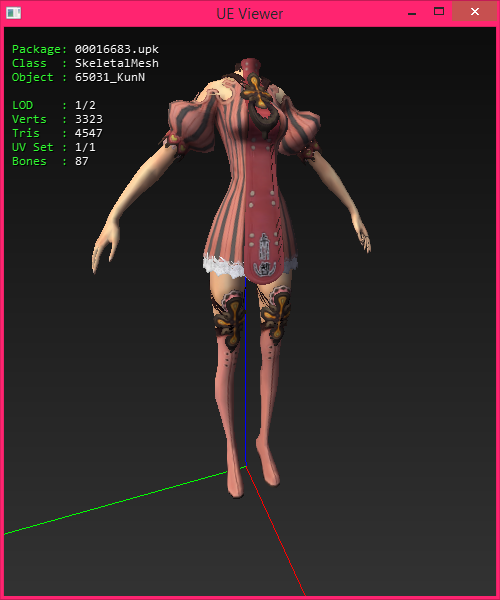 UE Viewer
Package: 00016683.upk
Class : SkeletalMesh
Object : 65031_KunN
LOD : 1/2
Verts : 3323
Tris : 4547
UV Set : 1/1
Bones : 87